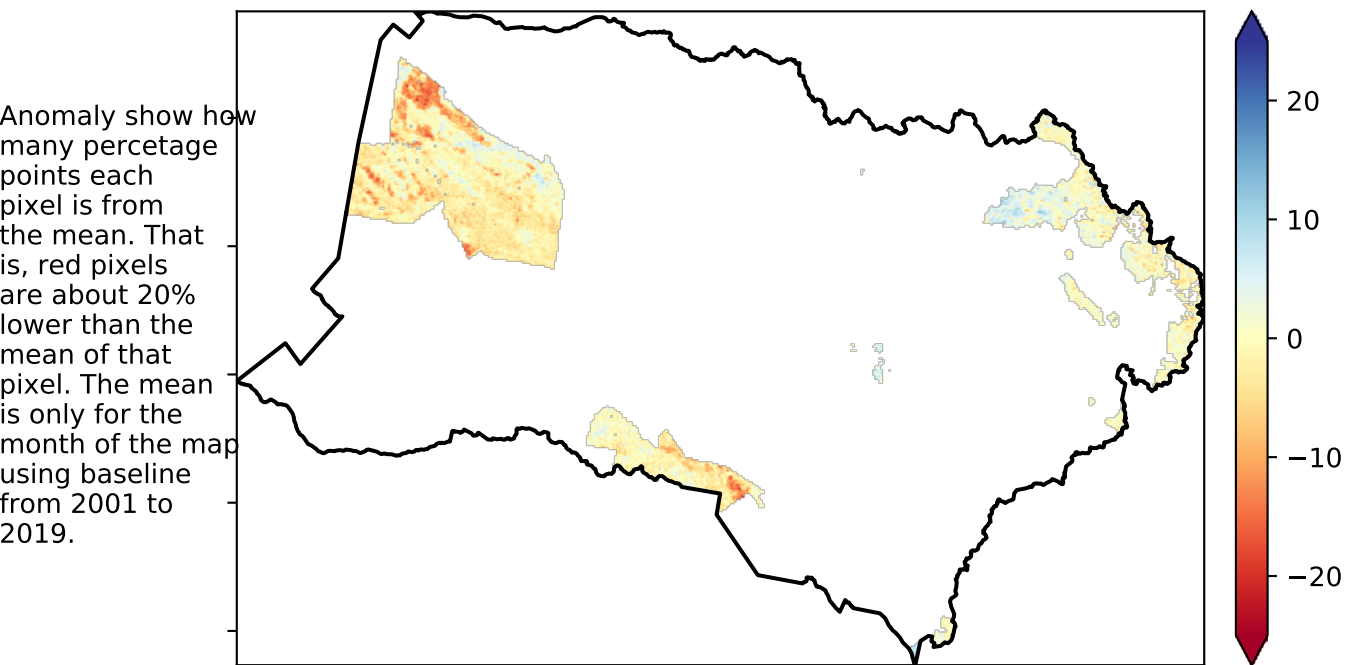 Anomaly show how
many percetage
points each
pixel is from
the mean. That
is, red pixels
are about 20%
lower than the
mean of that
pixel. The mean
is only for the
month of the map
using baseline
from 2001 to
2019.
20
10
0
−10
−20